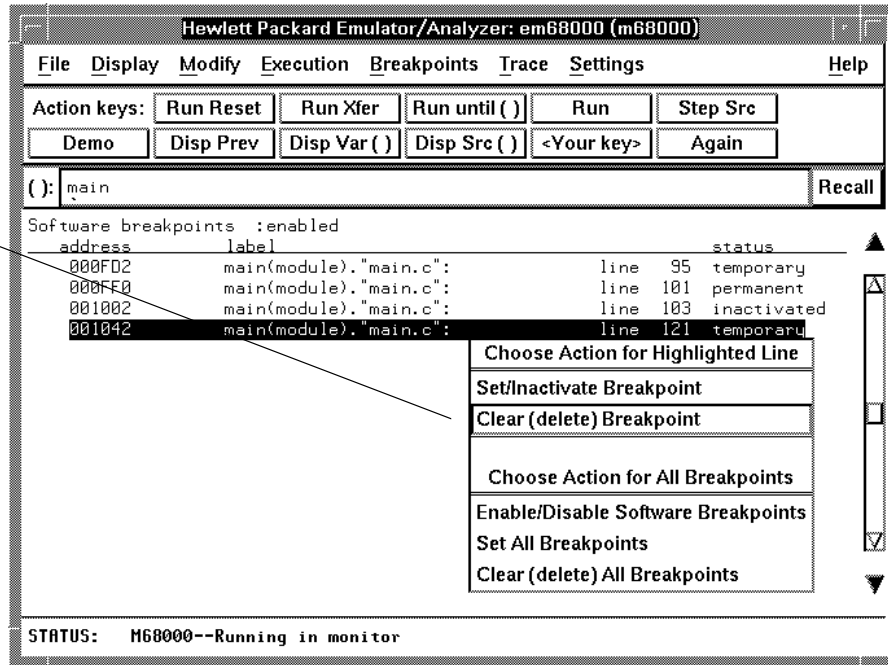 Hewlett Packard Emulator/Analyzer: em68000 (m68000)
File Display Modify Execution Breakpoints Trace Settings Help
Action keys: Run Reset Run Xfer Run until ( ) Run Step Src
Demo Disp Prev Disp Var ( ) Disp Src ( ) <Your key> Again
( ): main Recall
Software breakpoints :enabled
address label status
000FD2 main(module)."main.c": line 95 temporary
000FF0 main(module)."main.c": line 101 permanent
001002 main(module)."main.c": line 103 inactivated
001042 main(module)."main.c": line 121 temporary
Choose Action for Highlighted Line
Set/Inactivate Breakpoint
Clear (delete) Breakpoint
Choose Action for All Breakpoints
Enable/Disable Software Breakpoints
Set All Breakpoints
Clear (delete) All Breakpoints
STATUS: M68000--Running in monitor